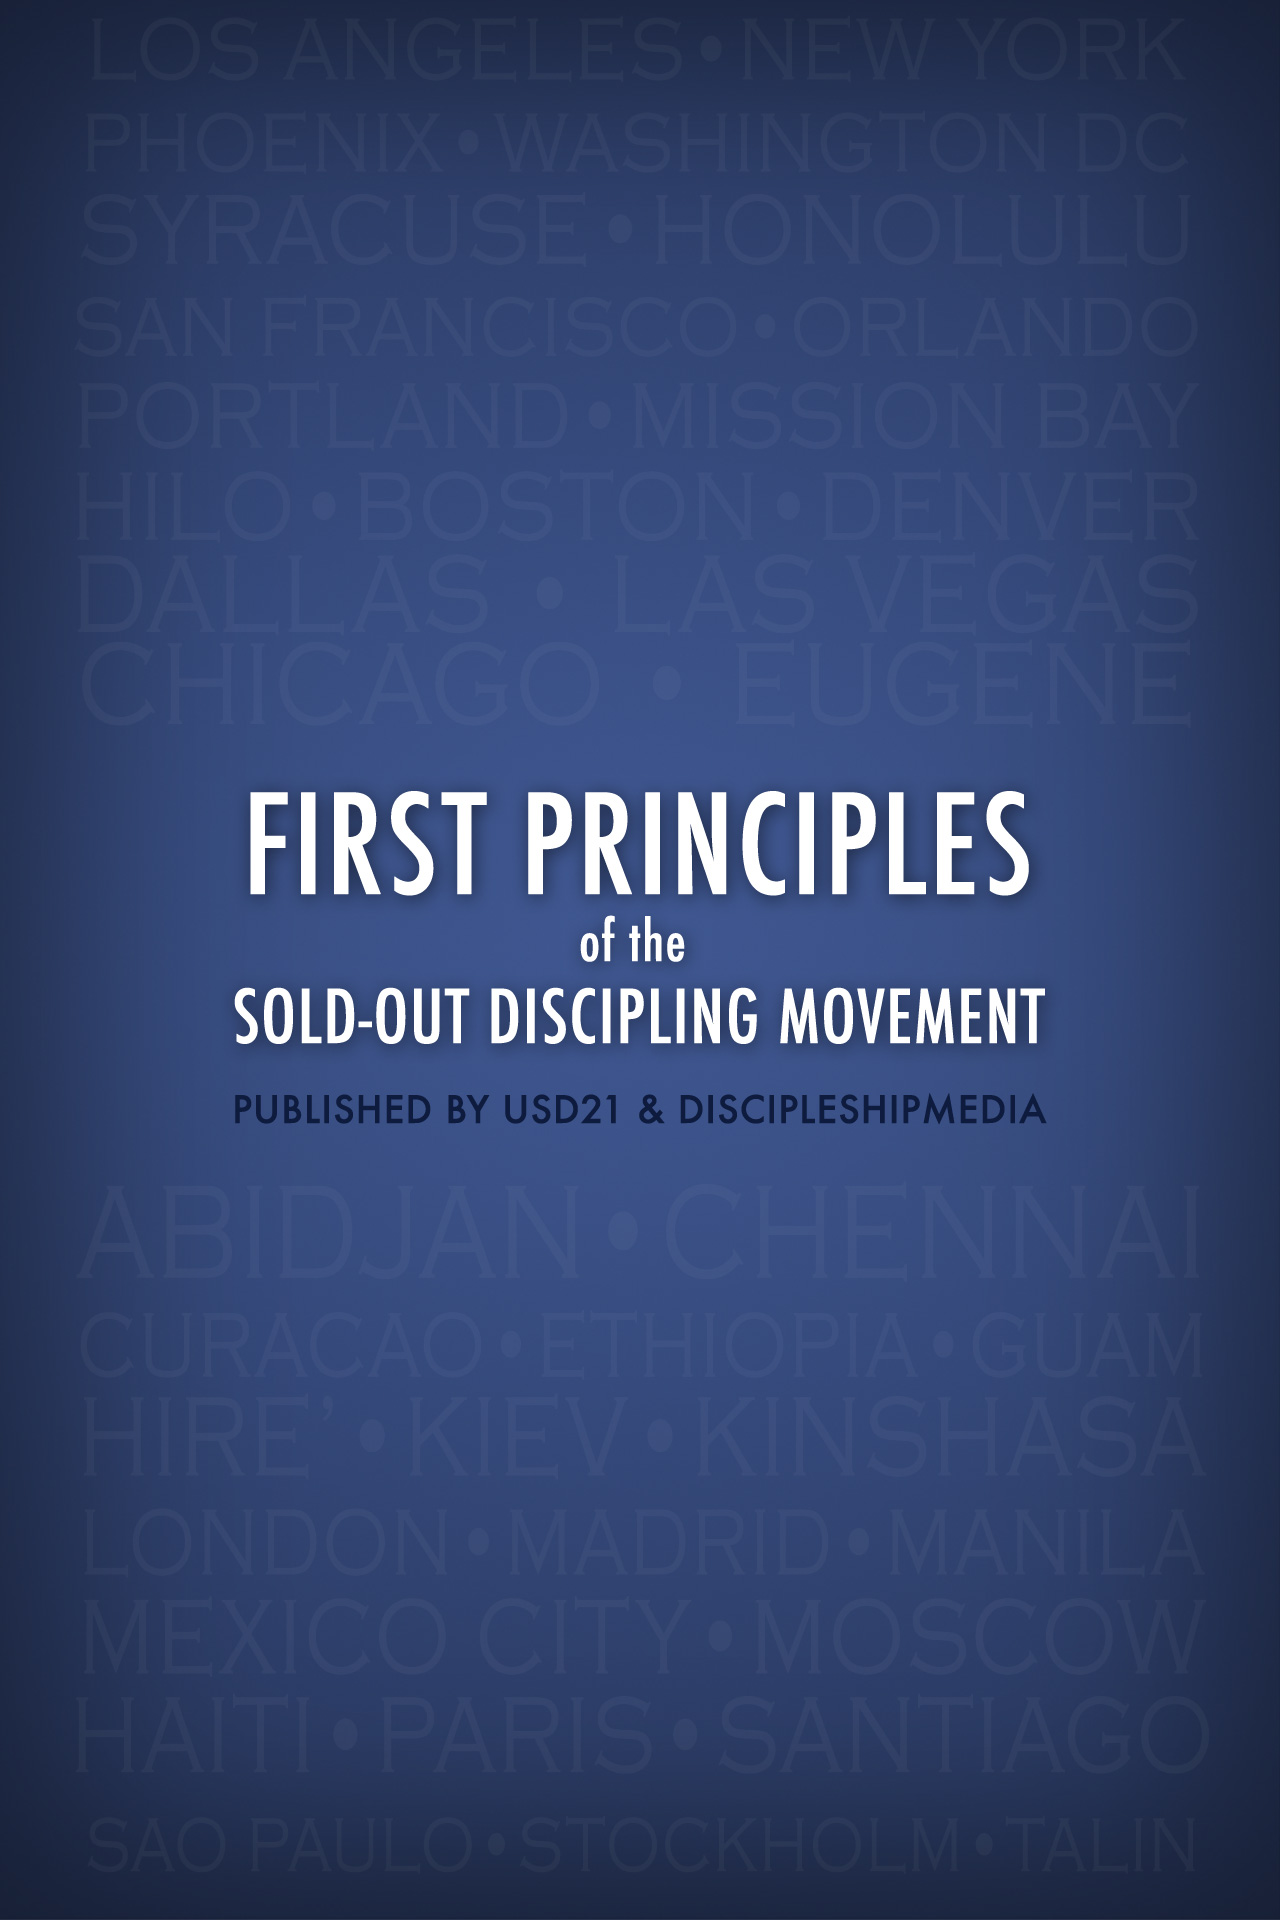 LOS ANGELES • NEW YORK
PHOENIX • WASHINGTON DC
SYRACUSE • HONOLULU
SAN FRANCISCO • ORLANDO
PORTLAND • MISSION BAY
HILO • BOSTON • DENVER
DALLAS • LAS VEGAS
CHICAGO • EUGENE
FIRST PRINCIPLES
of the
SOLD-OUT DISCIPLING MOVEMENT
PUBLISHED BY USD21 & DISCIPLESHIPMEDIA
ABIDJAN • CHENNAI
CURACAO • ETHIOPIA • GUAM
HIRE' • KIEV • KINSHASA
LONDON • MADRID • MANILA
MEXICO CITY • MOSCOW
HAITI • PARIS • SANTIAGO
SAO PAULO • STOCKHOLM • TALIN